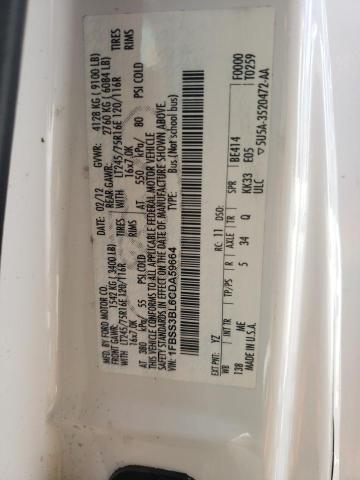 MFD. BY FORD MOTOR CO.
DATE: 02/12 GVWR: 4128 KG ( 9100 LB)
FRONT GAWR: 1542 KG ( 3400 LB) REAR GAWR: 2760 KG ( 6084 LB)
LT245/75R16E 120/116R TIRES LT245/75R16E 120/116R TIRES
16x7.0K RIMS 16x7.0K RIMS
AT 380 kPa/ 55 PSI COLD AT 550 kPa/ 80 PSI COLD
THIS VEHICLE CONFORMS TO ALL APPLICABLE FEDERAL MOTOR VEHICLE
SAFETY STANDARDS IN EFFECT ON THE DATE OF MANUFACTURE SHOWN ABOVE.
VIN: 1FBSS3BL6CDA59664
TYPE: BUS (Not school bus)
F0000
T0259
EXT PNT: YZ RC: 11 DSO: BE414
WB INT TR R AXLE TR SPR KK33 E05
138 ME 5 34 Q ULC
MADE IN U.S.A. 5U5A-3520472-AA